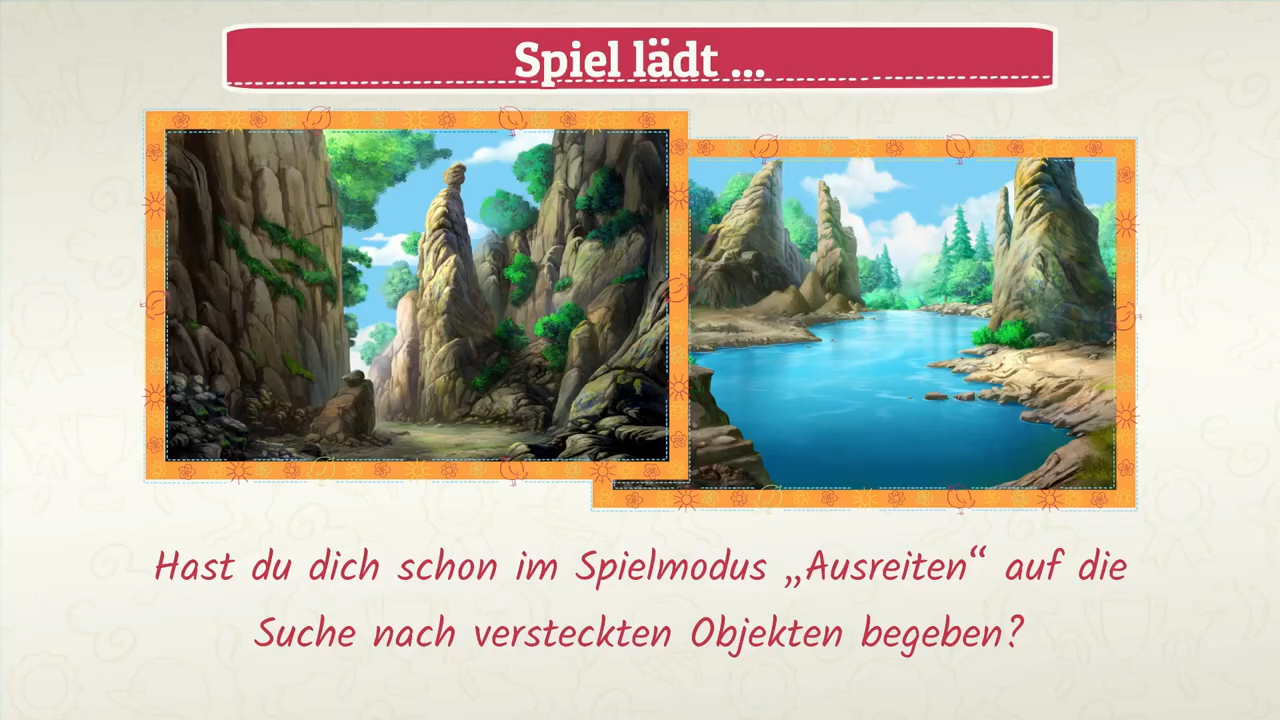 Spiel lädt ...
Hast du dich schon im Spielmodus „Ausreiten“ auf die
Suche nach versteckten Objekten begeben?